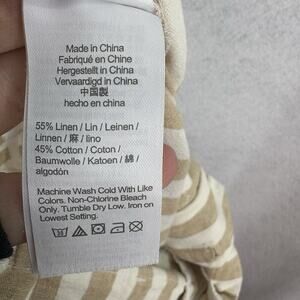 Made in China
Fabriqué en Chine
Hergestellt in China
Vervaardigd in China
中国製
hecho en china
55% Linen / Lin / Leinen /
Linnen / 麻 / lino
45% Cotton / Coton /
Baumwolle / Katoen / 綿 /
algodón
Machine Wash Cold With Like
Colors. Non-Chlorine Bleach
Only. Tumble Dry Low. Iron on
Lowest Setting.